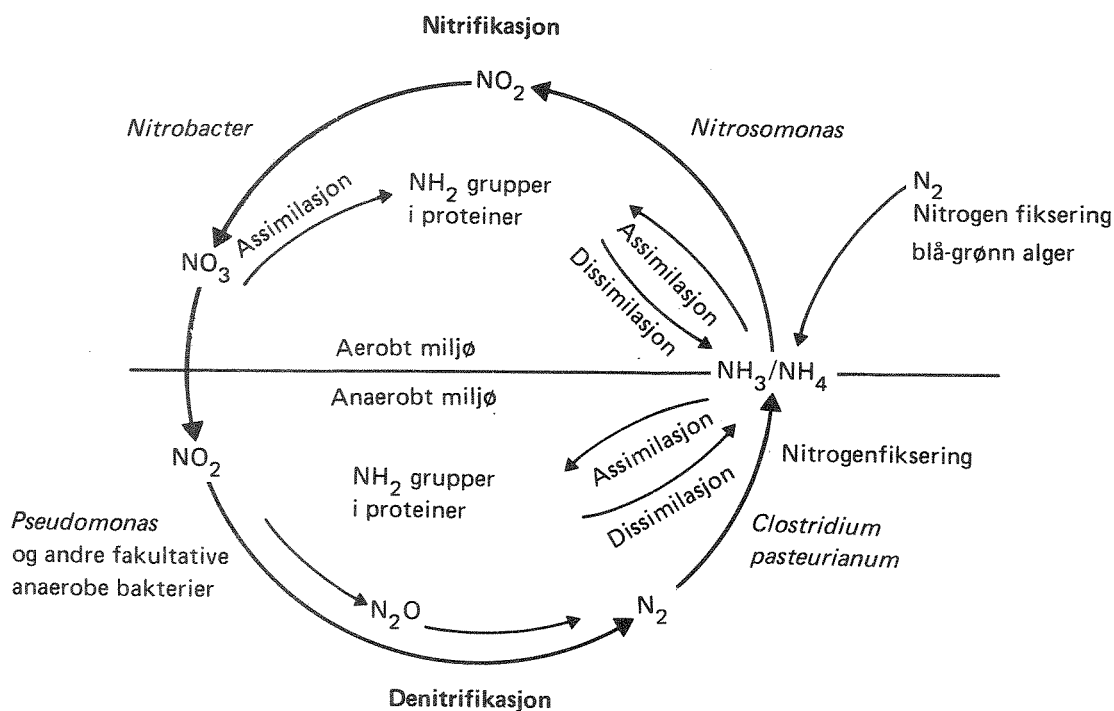 Nitrifikasjon
NO2
Nitrobacter
Nitrosomonas
N2
Nitrogen fiksering
blå-grønn alger
NH2 grupper
i proteiner
Assimilasjon
NO3
Assimilasjon
Dissimilasjon
Aerobt miljø
NH3/NH4
Anaerobt miljø
NO2
Assimilasjon
Dissimilasjon
Nitrogenfiksering
NH2 grupper
i proteiner
Pseudomonas
og andre fakultative
anaerobe bakterier
Clostridium
pasteurianum
N2O
N2
Denitrifikasjon